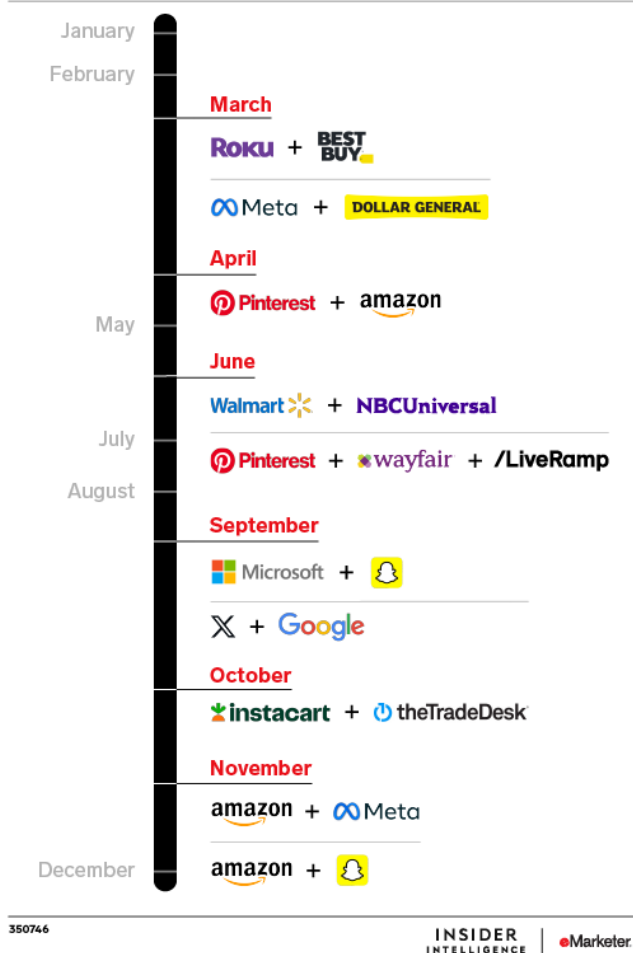 January
February
March
ROKU + BEST BUY
Meta + DOLLAR GENERAL
April
Pinterest + amazon
May
June
Walmart + NBCUniversal
July
Pinterest + wayfair + /LiveRamp
August
September
Microsoft +
X + Google
October
instacart + theTradeDesk
November
amazon + Meta
December
amazon +
350746
INSIDER INTELLIGENCE | eMarketer.